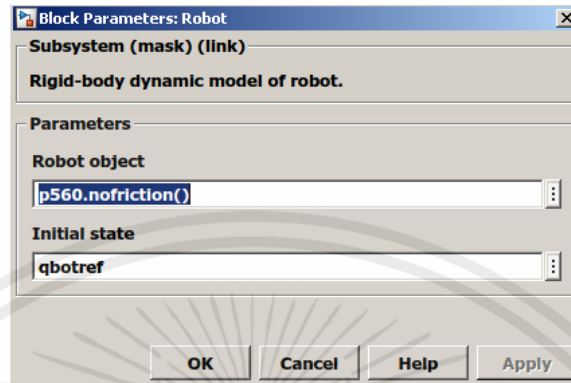 Block Parameters: Robot
Subsystem (mask) (link)
Rigid-body dynamic model of robot.
Parameters
Robot object
p560.nofriction()
Initial state
qbotref
OK Cancel Help Apply